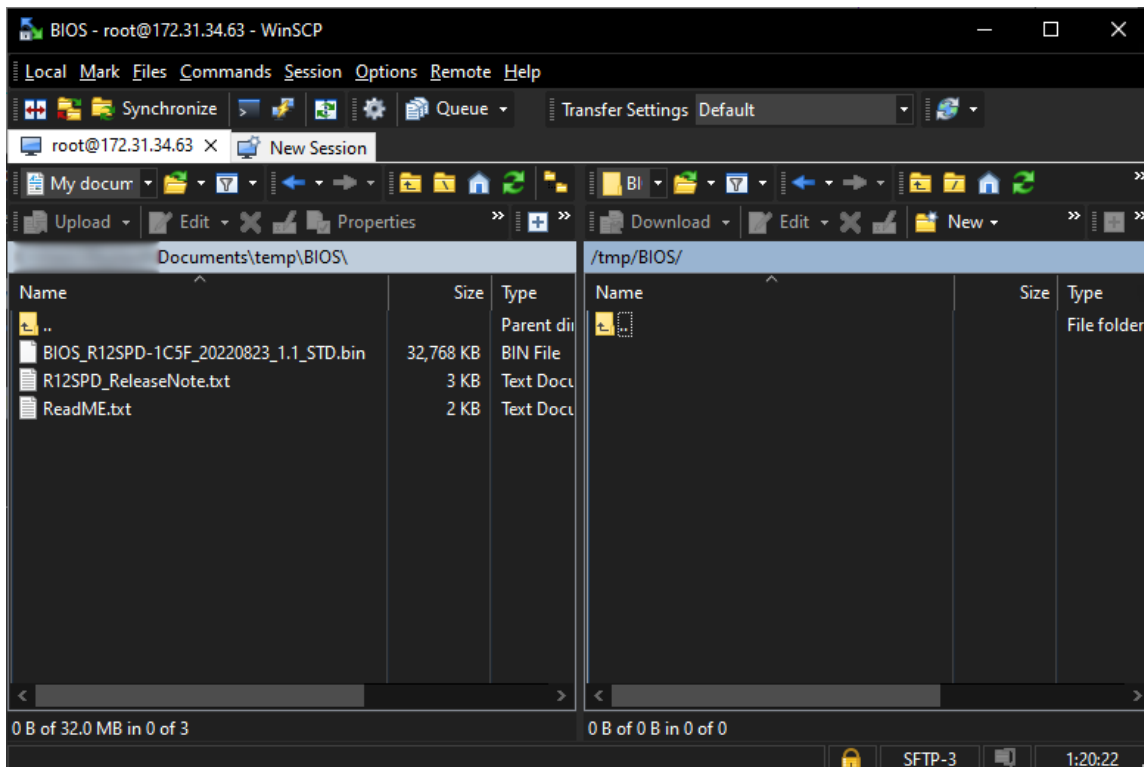 BIOS - root@172.31.34.63 - WinSCP
Local Mark Files Commands Session Options Remote Help
Synchronize Queue Transfer Settings Default
root@172.31.34.63 × New Session
My docum BI
Upload Edit Properties » » Download Edit New » »
Documents\temp\BIOS\ /tmp/BIOS/
Name Size Type Name Size Type
.. Parent dir .. File folder
BIOS_R12SPD-1C5F_20220823_1.1_STD.bin 32,768 KB BIN File
R12SPD_ReleaseNote.txt 3 KB Text Docu
ReadME.txt 2 KB Text Docu
0 B of 32.0 MB in 0 of 3 0 B of 0 B in 0 of 0
SFTP-3 1:20:22